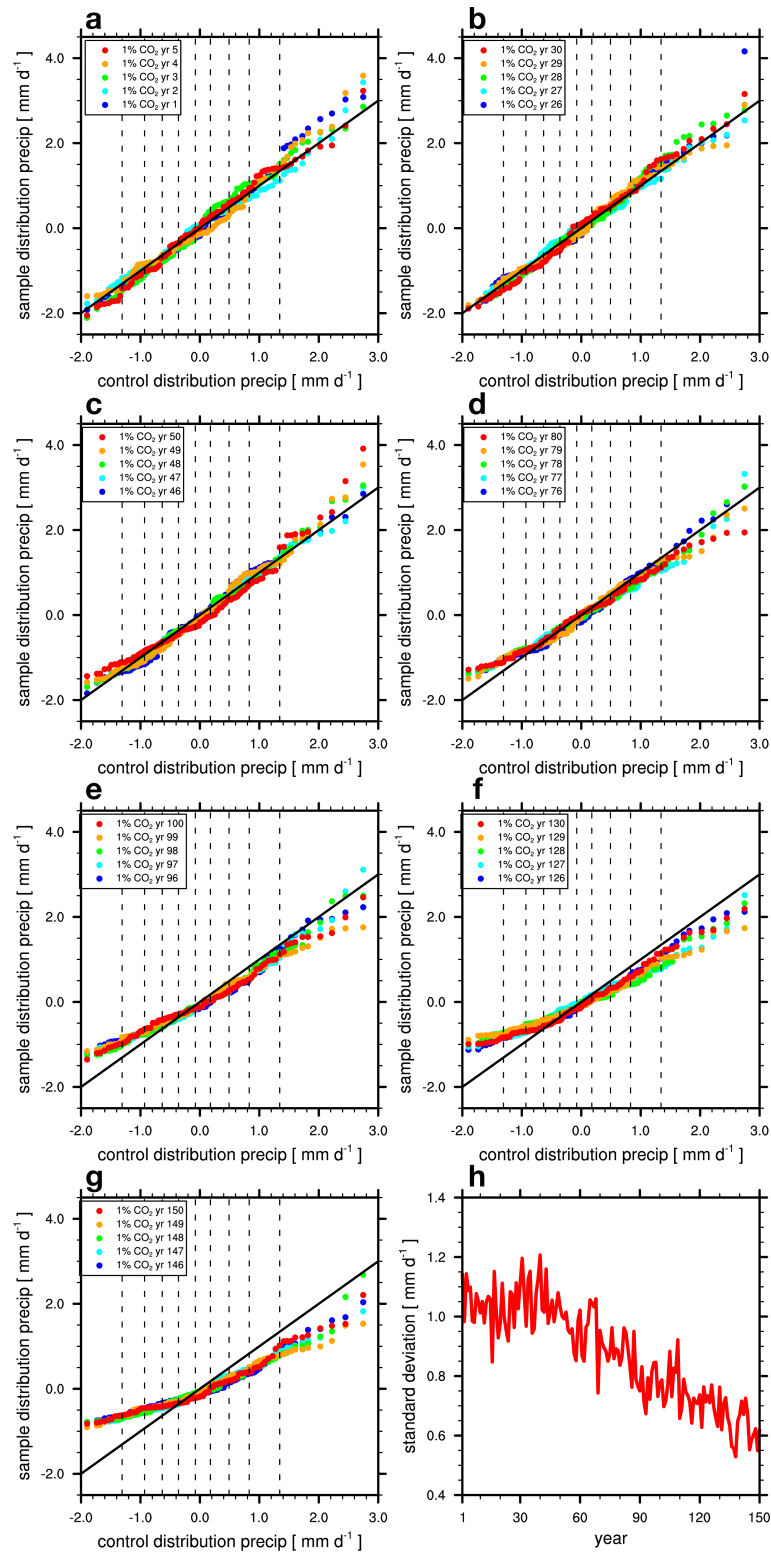 a
sample distribution precip [ mm d-1 ]
4.0
2.0
0.0
-2.0
1% CO2 yr 5
1% CO2 yr 4
1% CO2 yr 3
1% CO2 yr 2
1% CO2 yr 1
-2.0 -1.0 0.0 1.0 2.0 3.0
control distribution precip [ mm d-1 ]
b
sample distribution precip [ mm d-1 ]
4.0
2.0
0.0
-2.0
1% CO2 yr 30
1% CO2 yr 29
1% CO2 yr 28
1% CO2 yr 27
1% CO2 yr 26
-2.0 -1.0 0.0 1.0 2.0 3.0
control distribution precip [ mm d-1 ]
c
sample distribution precip [ mm d-1 ]
4.0
2.0
0.0
-2.0
1% CO2 yr 50
1% CO2 yr 49
1% CO2 yr 48
1% CO2 yr 47
1% CO2 yr 46
-2.0 -1.0 0.0 1.0 2.0 3.0
control distribution precip [ mm d-1 ]
d
sample distribution precip [ mm d-1 ]
4.0
2.0
0.0
-2.0
1% CO2 yr 80
1% CO2 yr 79
1% CO2 yr 78
1% CO2 yr 77
1% CO2 yr 76
-2.0 -1.0 0.0 1.0 2.0 3.0
control distribution precip [ mm d-1 ]
e
sample distribution precip [ mm d-1 ]
4.0
2.0
0.0
-2.0
1% CO2 yr 100
1% CO2 yr 99
1% CO2 yr 98
1% CO2 yr 97
1% CO2 yr 96
-2.0 -1.0 0.0 1.0 2.0 3.0
control distribution precip [ mm d-1 ]
f
sample distribution precip [ mm d-1 ]
4.0
2.0
0.0
-2.0
1% CO2 yr 130
1% CO2 yr 129
1% CO2 yr 128
1% CO2 yr 127
1% CO2 yr 126
-2.0 -1.0 0.0 1.0 2.0 3.0
control distribution precip [ mm d-1 ]
g
sample distribution precip [ mm d-1 ]
4.0
2.0
0.0
-2.0
1% CO2 yr 150
1% CO2 yr 149
1% CO2 yr 148
1% CO2 yr 147
1% CO2 yr 146
-2.0 -1.0 0.0 1.0 2.0 3.0
control distribution precip [ mm d-1 ]
h
standard deviation [ mm d-1 ]
1.4
1.2
1.0
0.8
0.6
0.4
1 30 60 90 120 150
year